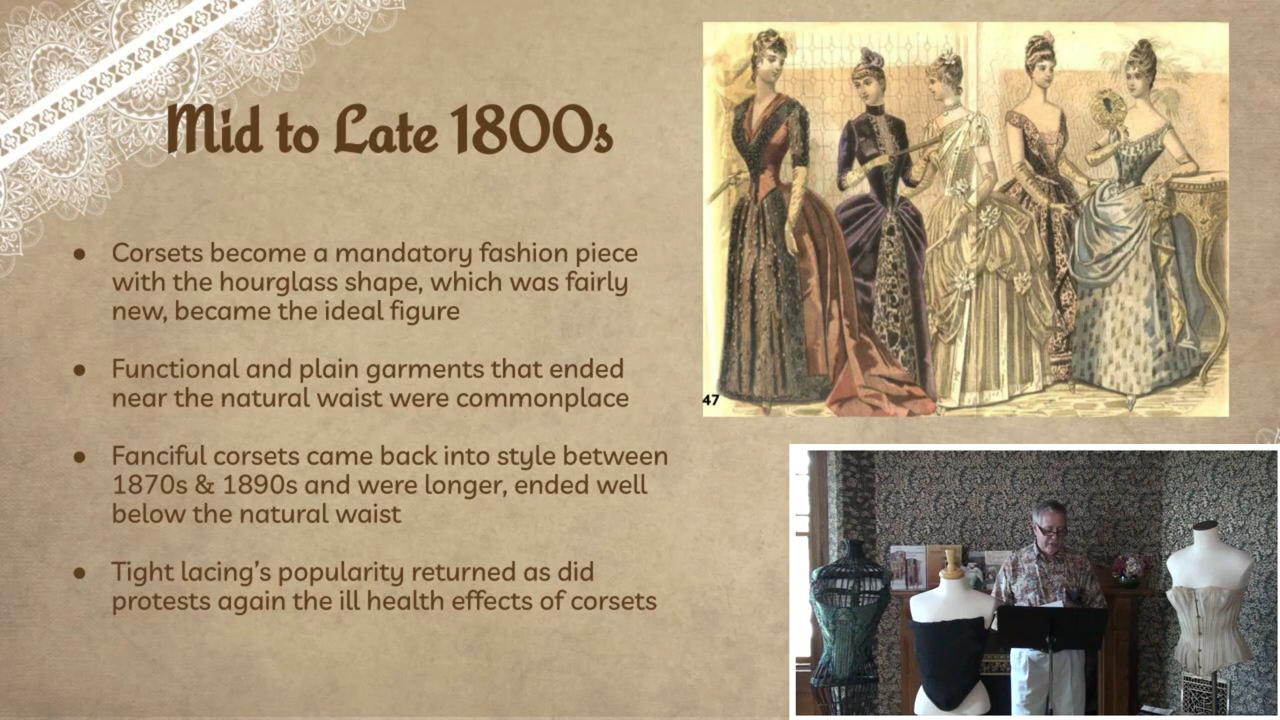 Mid to Late 1800s
● Corsets become a mandatory fashion piece
with the hourglass shape, which was fairly
new, became the ideal figure
● Functional and plain garments that ended
near the natural waist were commonplace
● Fanciful corsets came back into style between
1870s & 1890s and were longer, ended well
below the natural waist
● Tight lacing's popularity returned as did
protests again the ill health effects of corsets
47